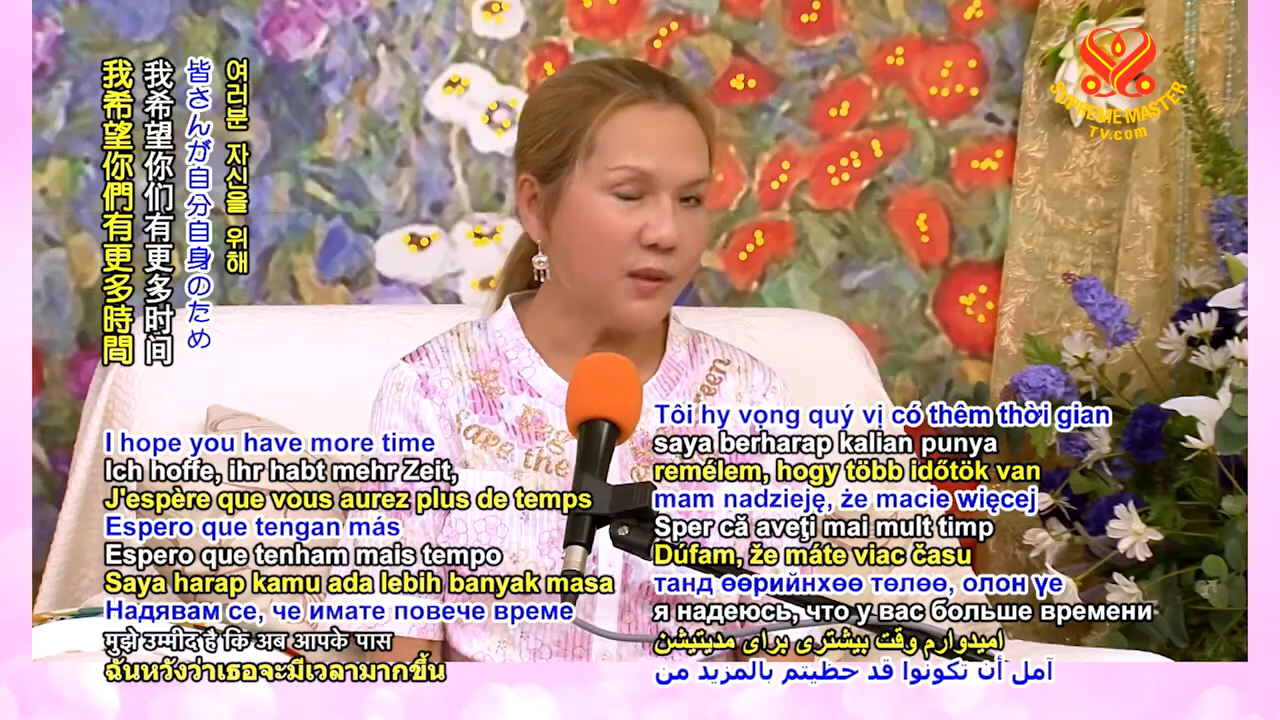 SUPREME MASTER
TV.com
여러분 자신을 위해
皆さんが自分自身のため
我希望你们有更多时间
我希望你們有更多時間
I hope you have more time
Ich hoffe, ihr habt mehr Zeit,
J'espère que vous aurez plus de temps
Espero que tengan más
Espero que tenham mais tempo
Saya harap kamu ada lebih banyak masa
Надявам се, че имате повече време
मुझे उम्मीद है कि अब आपके पास
ฉันหวังว่าเธอจะมีเวลามากขึ้น
Tôi hy vọng quý vị có thêm thời gian
saya berharap kalian punya
remélem, hogy több időtök van
mam nadzieję, że macie więcej
Sper că aveţi mai mult timp
Dúfam, že máte viac času
танд өөрийнхөө төлөө, олон үе
я надеюсь, что у вас больше времени
امیدوارم وقت بیشتری برای مدیتیشن
آمل أن تكونوا قد حظيتم بالمزيد من